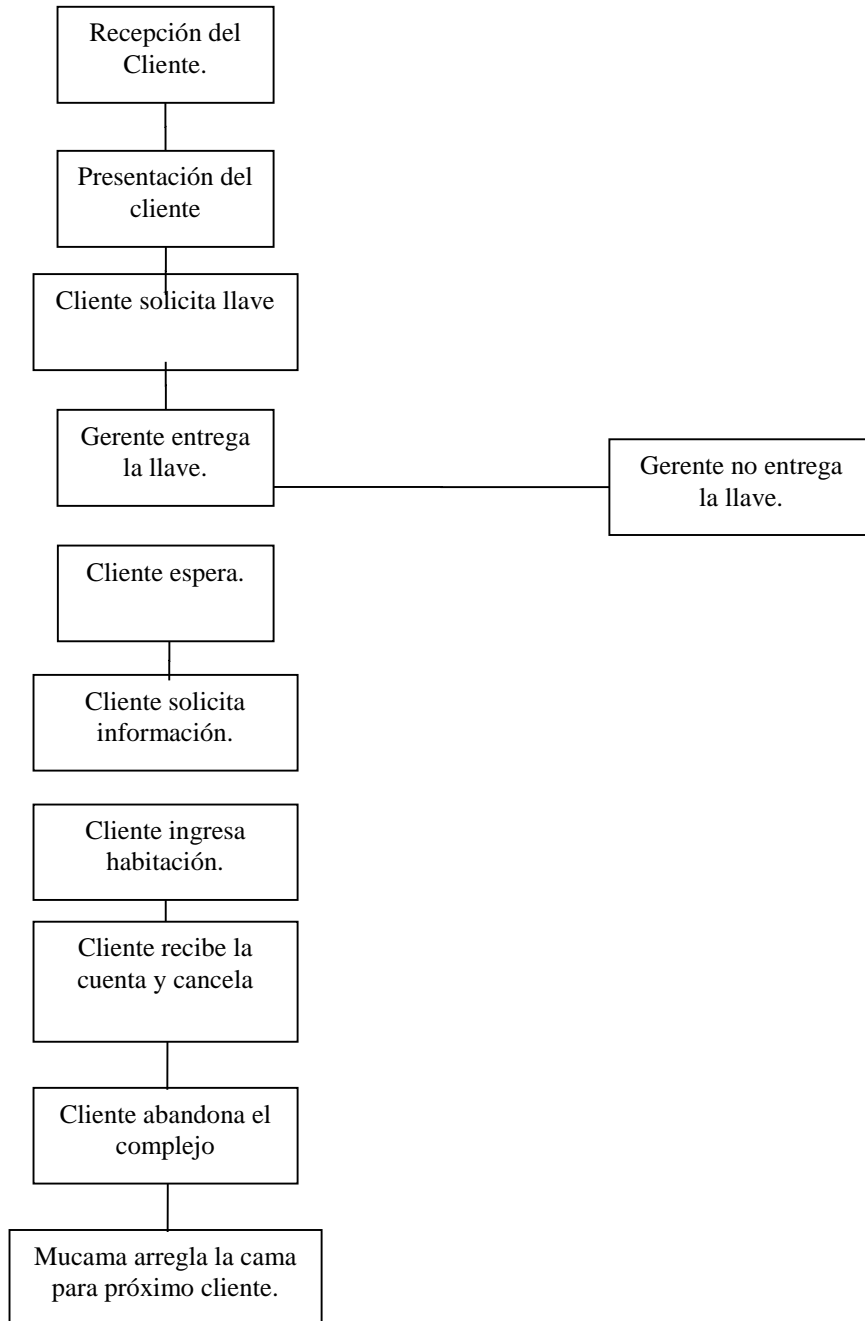 Recepción del
Cliente.
Presentación del
cliente
Cliente solicita llave
Gerente entrega
la llave.
Gerente no entrega
la llave.
Cliente espera.
Cliente solicita
información.
Cliente ingresa
habitación.
Cliente recibe la
cuenta y cancela
Cliente abandona el
complejo
Mucama arregla la cama
para próximo cliente.